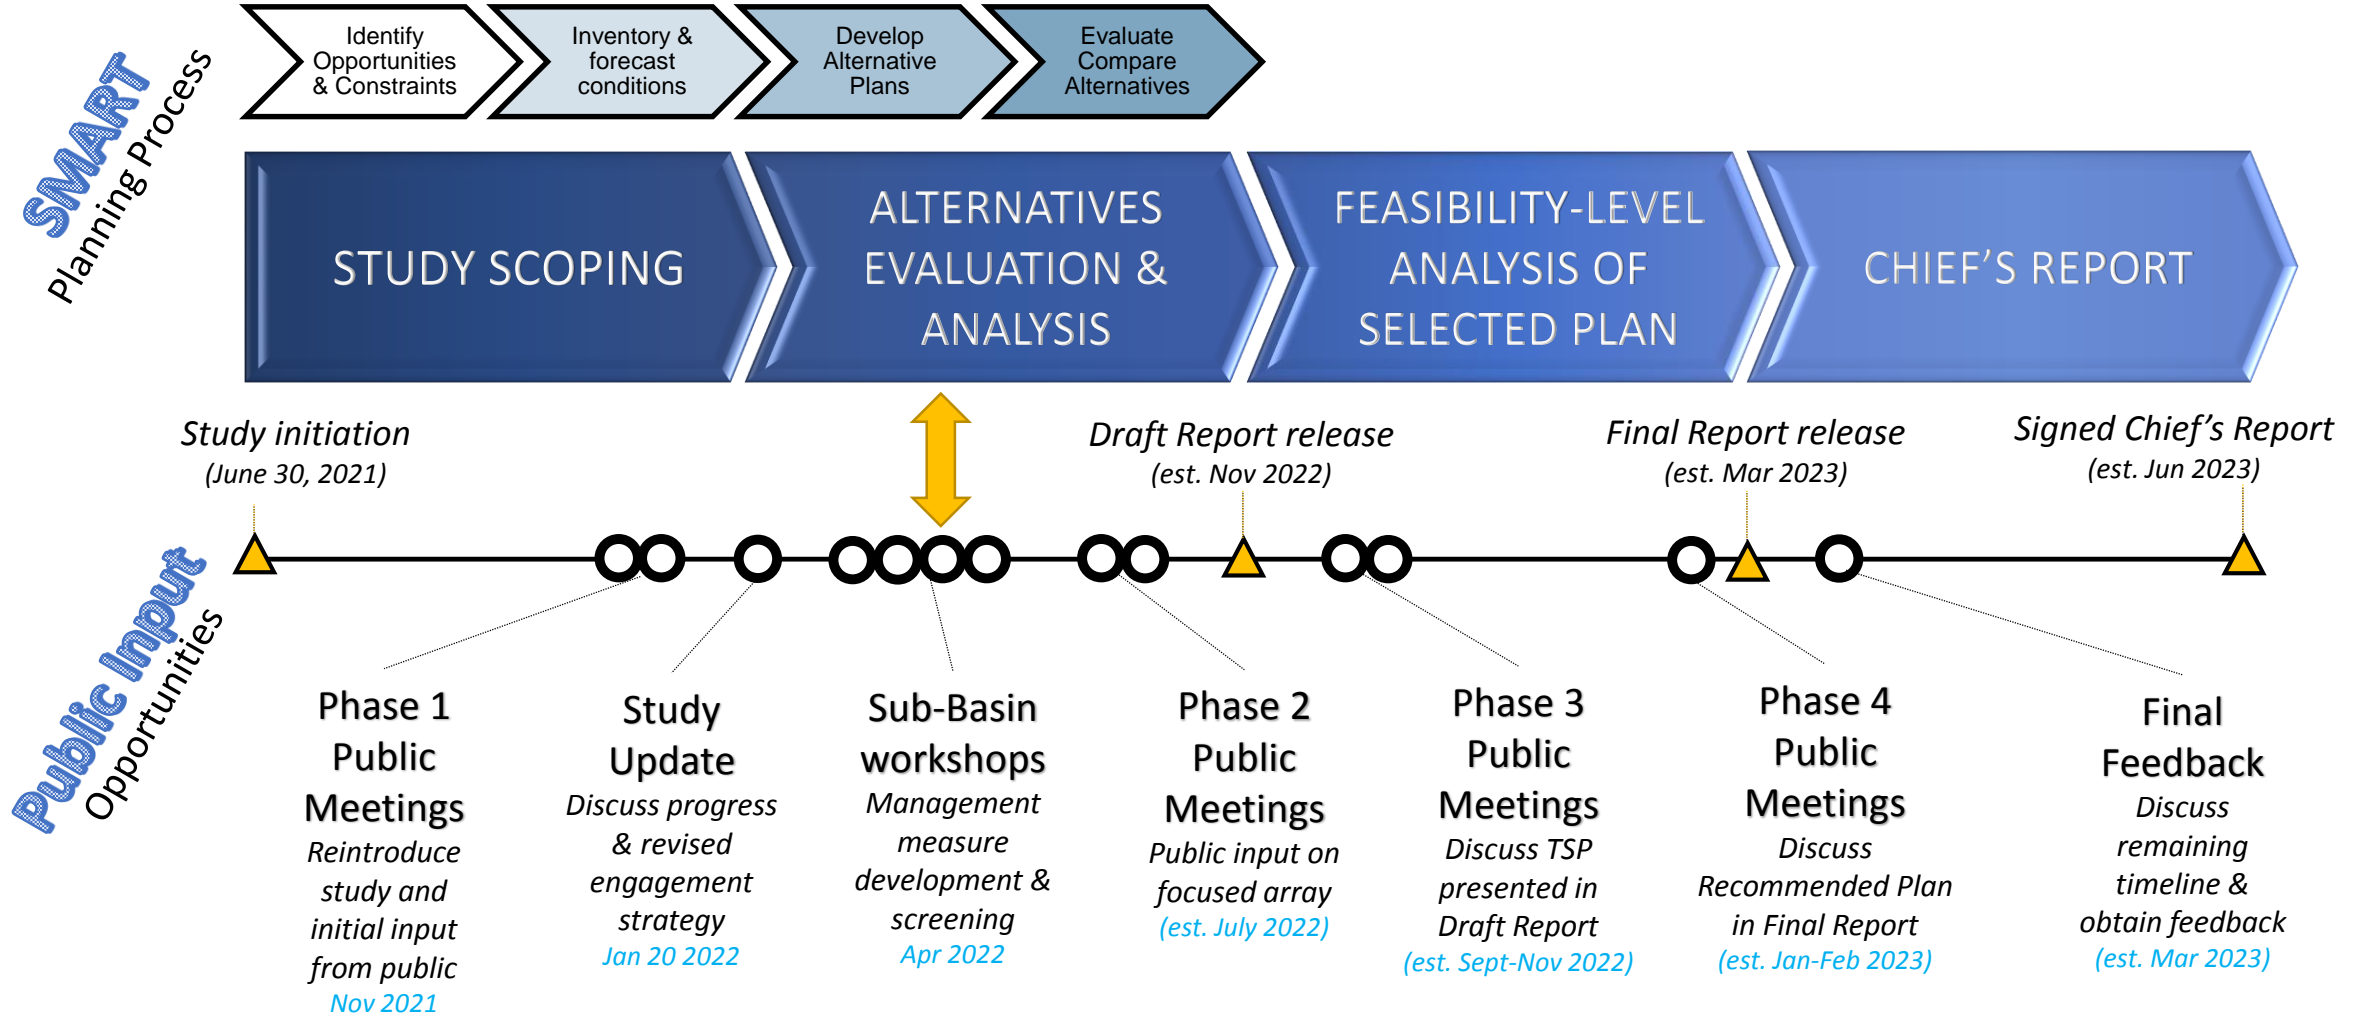 SMART
Planning Process
Identify
Opportunities
& Constraints
Inventory &
forecast
conditions
Develop
Alternative
Plans
Evaluate
Compare
Alternatives
STUDY SCOPING
ALTERNATIVES
EVALUATION &
ANALYSIS
FEASIBILITY-LEVEL
ANALYSIS OF
SELECTED PLAN
CHIEF'S REPORT
Study initiation
(June 30, 2021)
Draft Report release
(est. Nov 2022)
Final Report release
(est. Mar 2023)
Signed Chief's Report
(est. Jun 2023)
Public Input
Opportunities
Phase 1
Public
Meetings
Reintroduce
study and
initial input
from public
Nov 2021
Study
Update
Discuss progress
& revised
engagement
strategy
Jan 20 2022
Sub-Basin
workshops
Management
measure
development &
screening
Apr 2022
Phase 2
Public
Meetings
Public input on
focused array
(est. July 2022)
Phase 3
Public
Meetings
Discuss TSP
presented in
Draft Report
(est. Sept-Nov 2022)
Phase 4
Public
Meetings
Discuss
Recommended Plan
in Final Report
(est. Jan-Feb 2023)
Final
Feedback
Discuss
remaining
timeline &
obtain feedback
(est. Mar 2023)